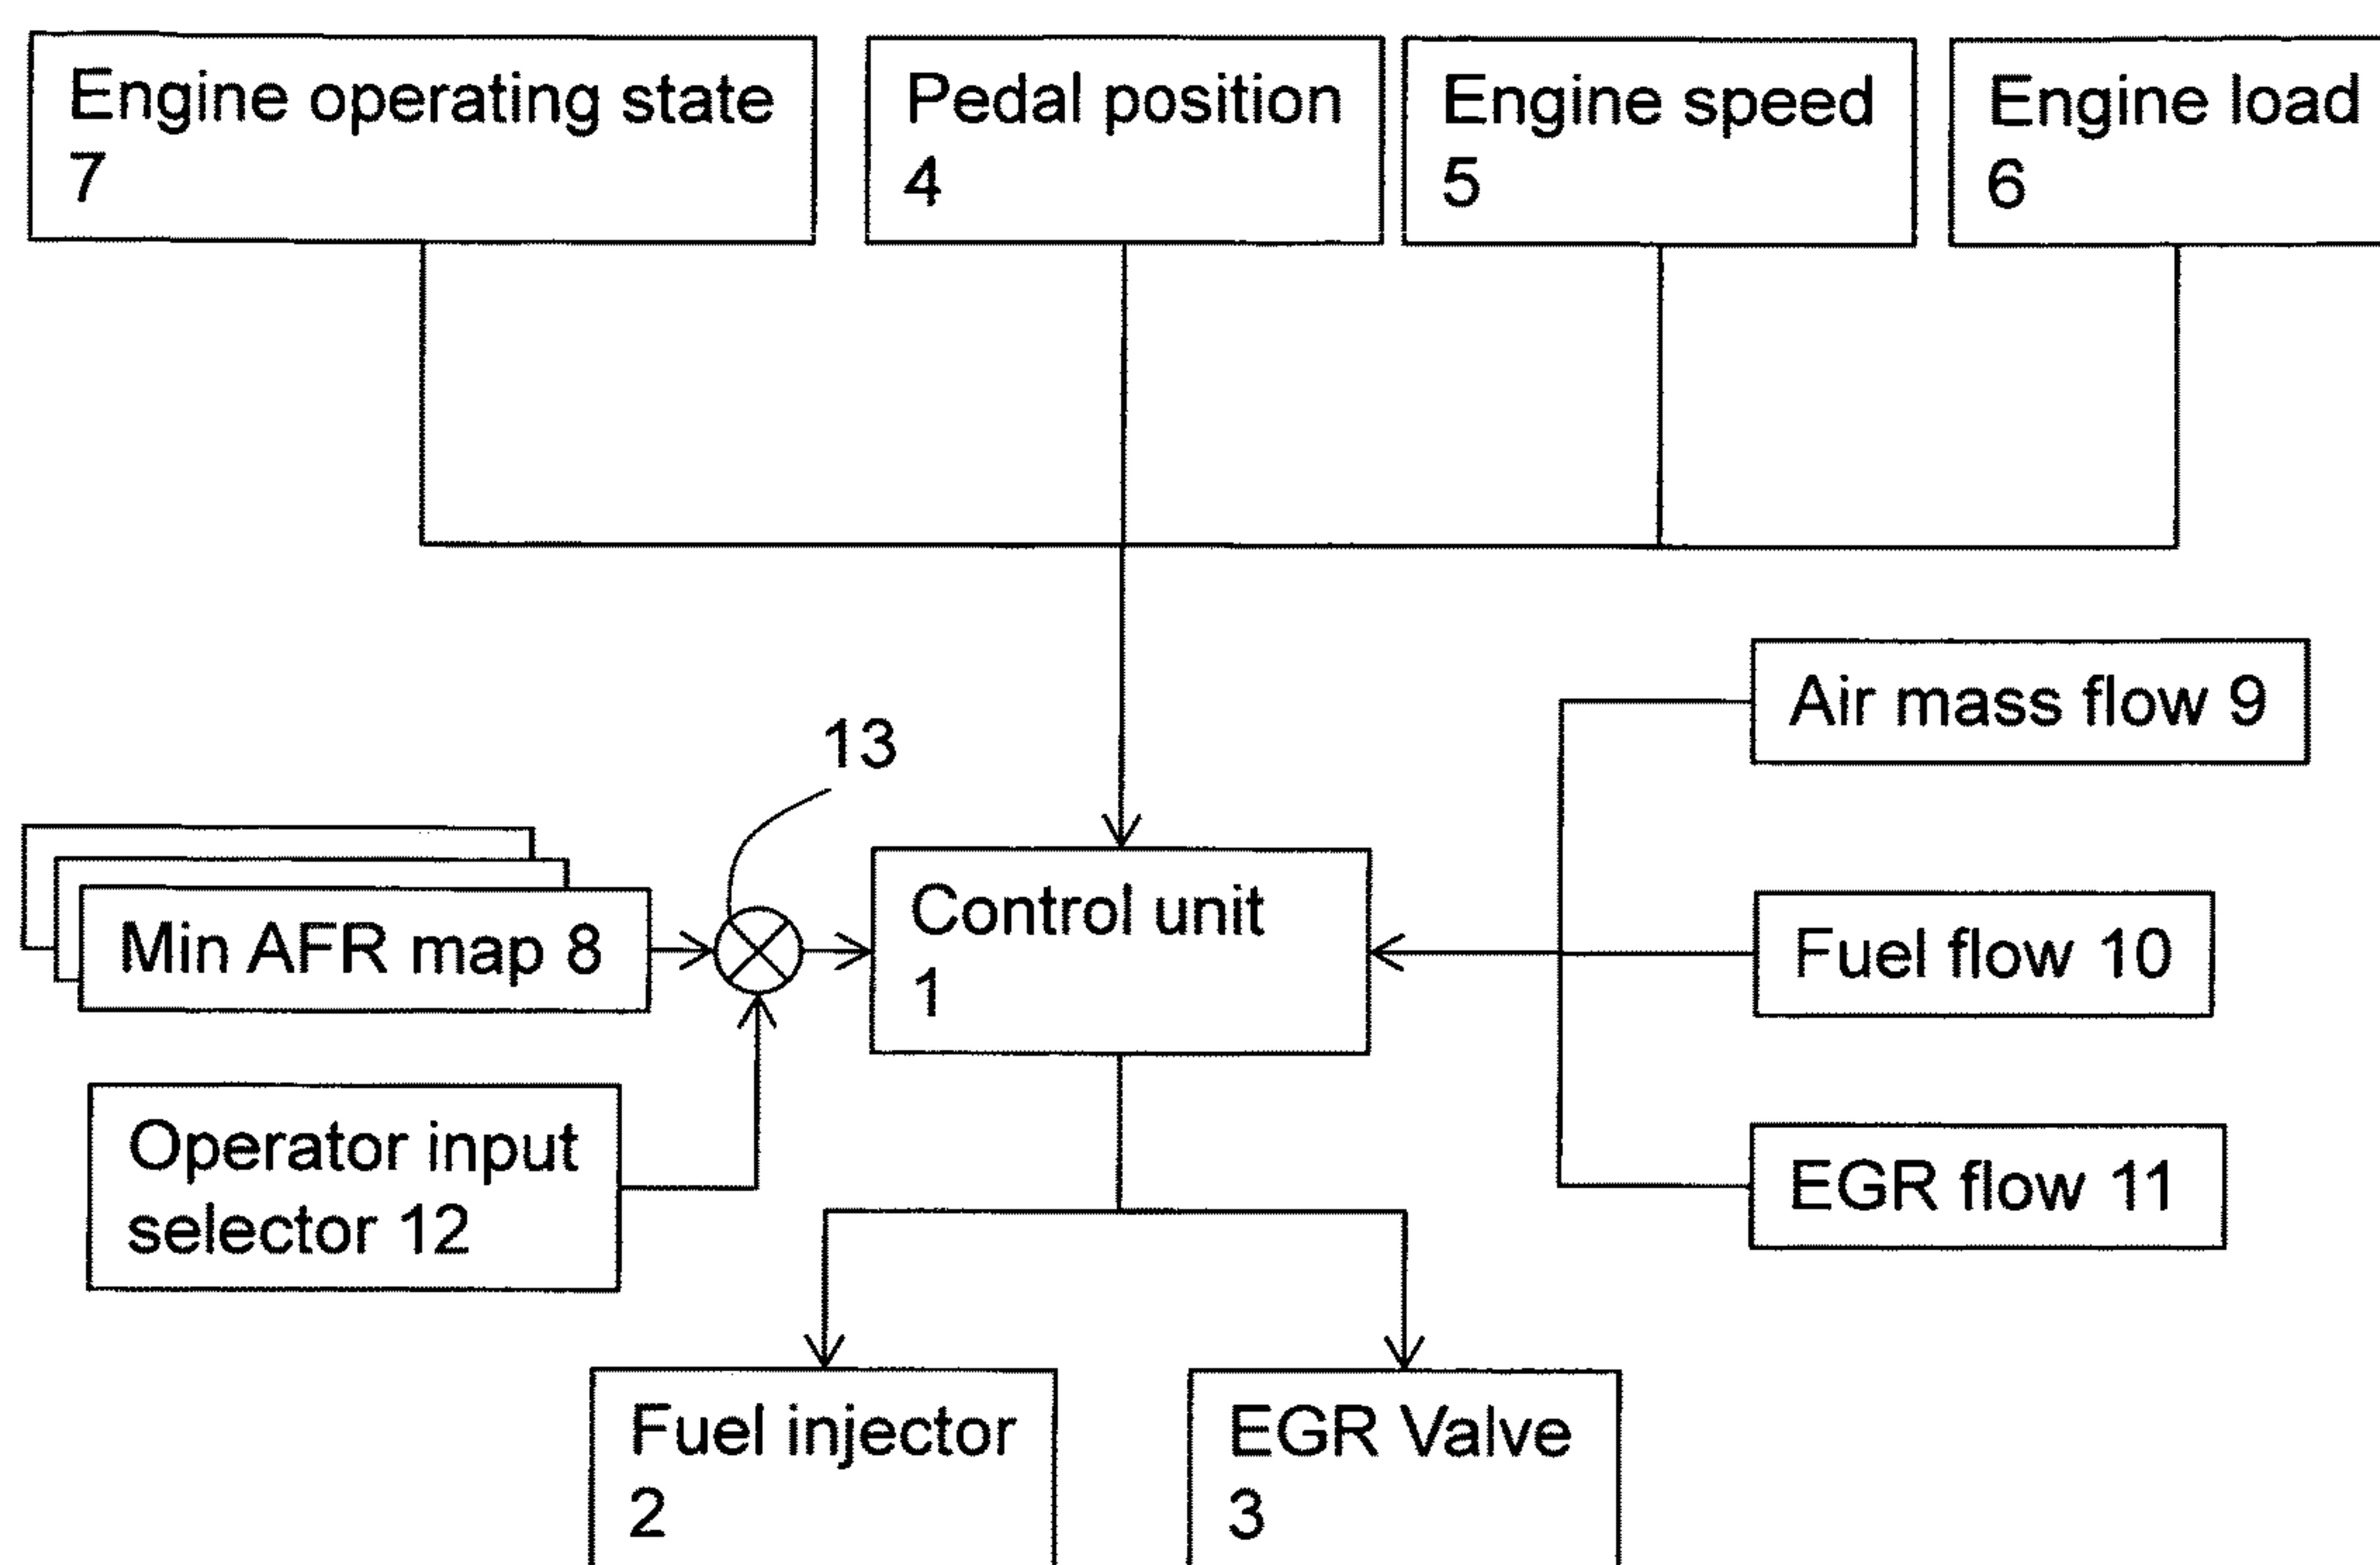 Engine operating state
7
Pedal position
4
Engine speed
5
Engine load
6
Air mass flow 9
13
Min AFR map 8
Control unit
1
Fuel flow 10
Operator input
selector 12
EGR flow 11
Fuel injector
2
EGR Valve
3